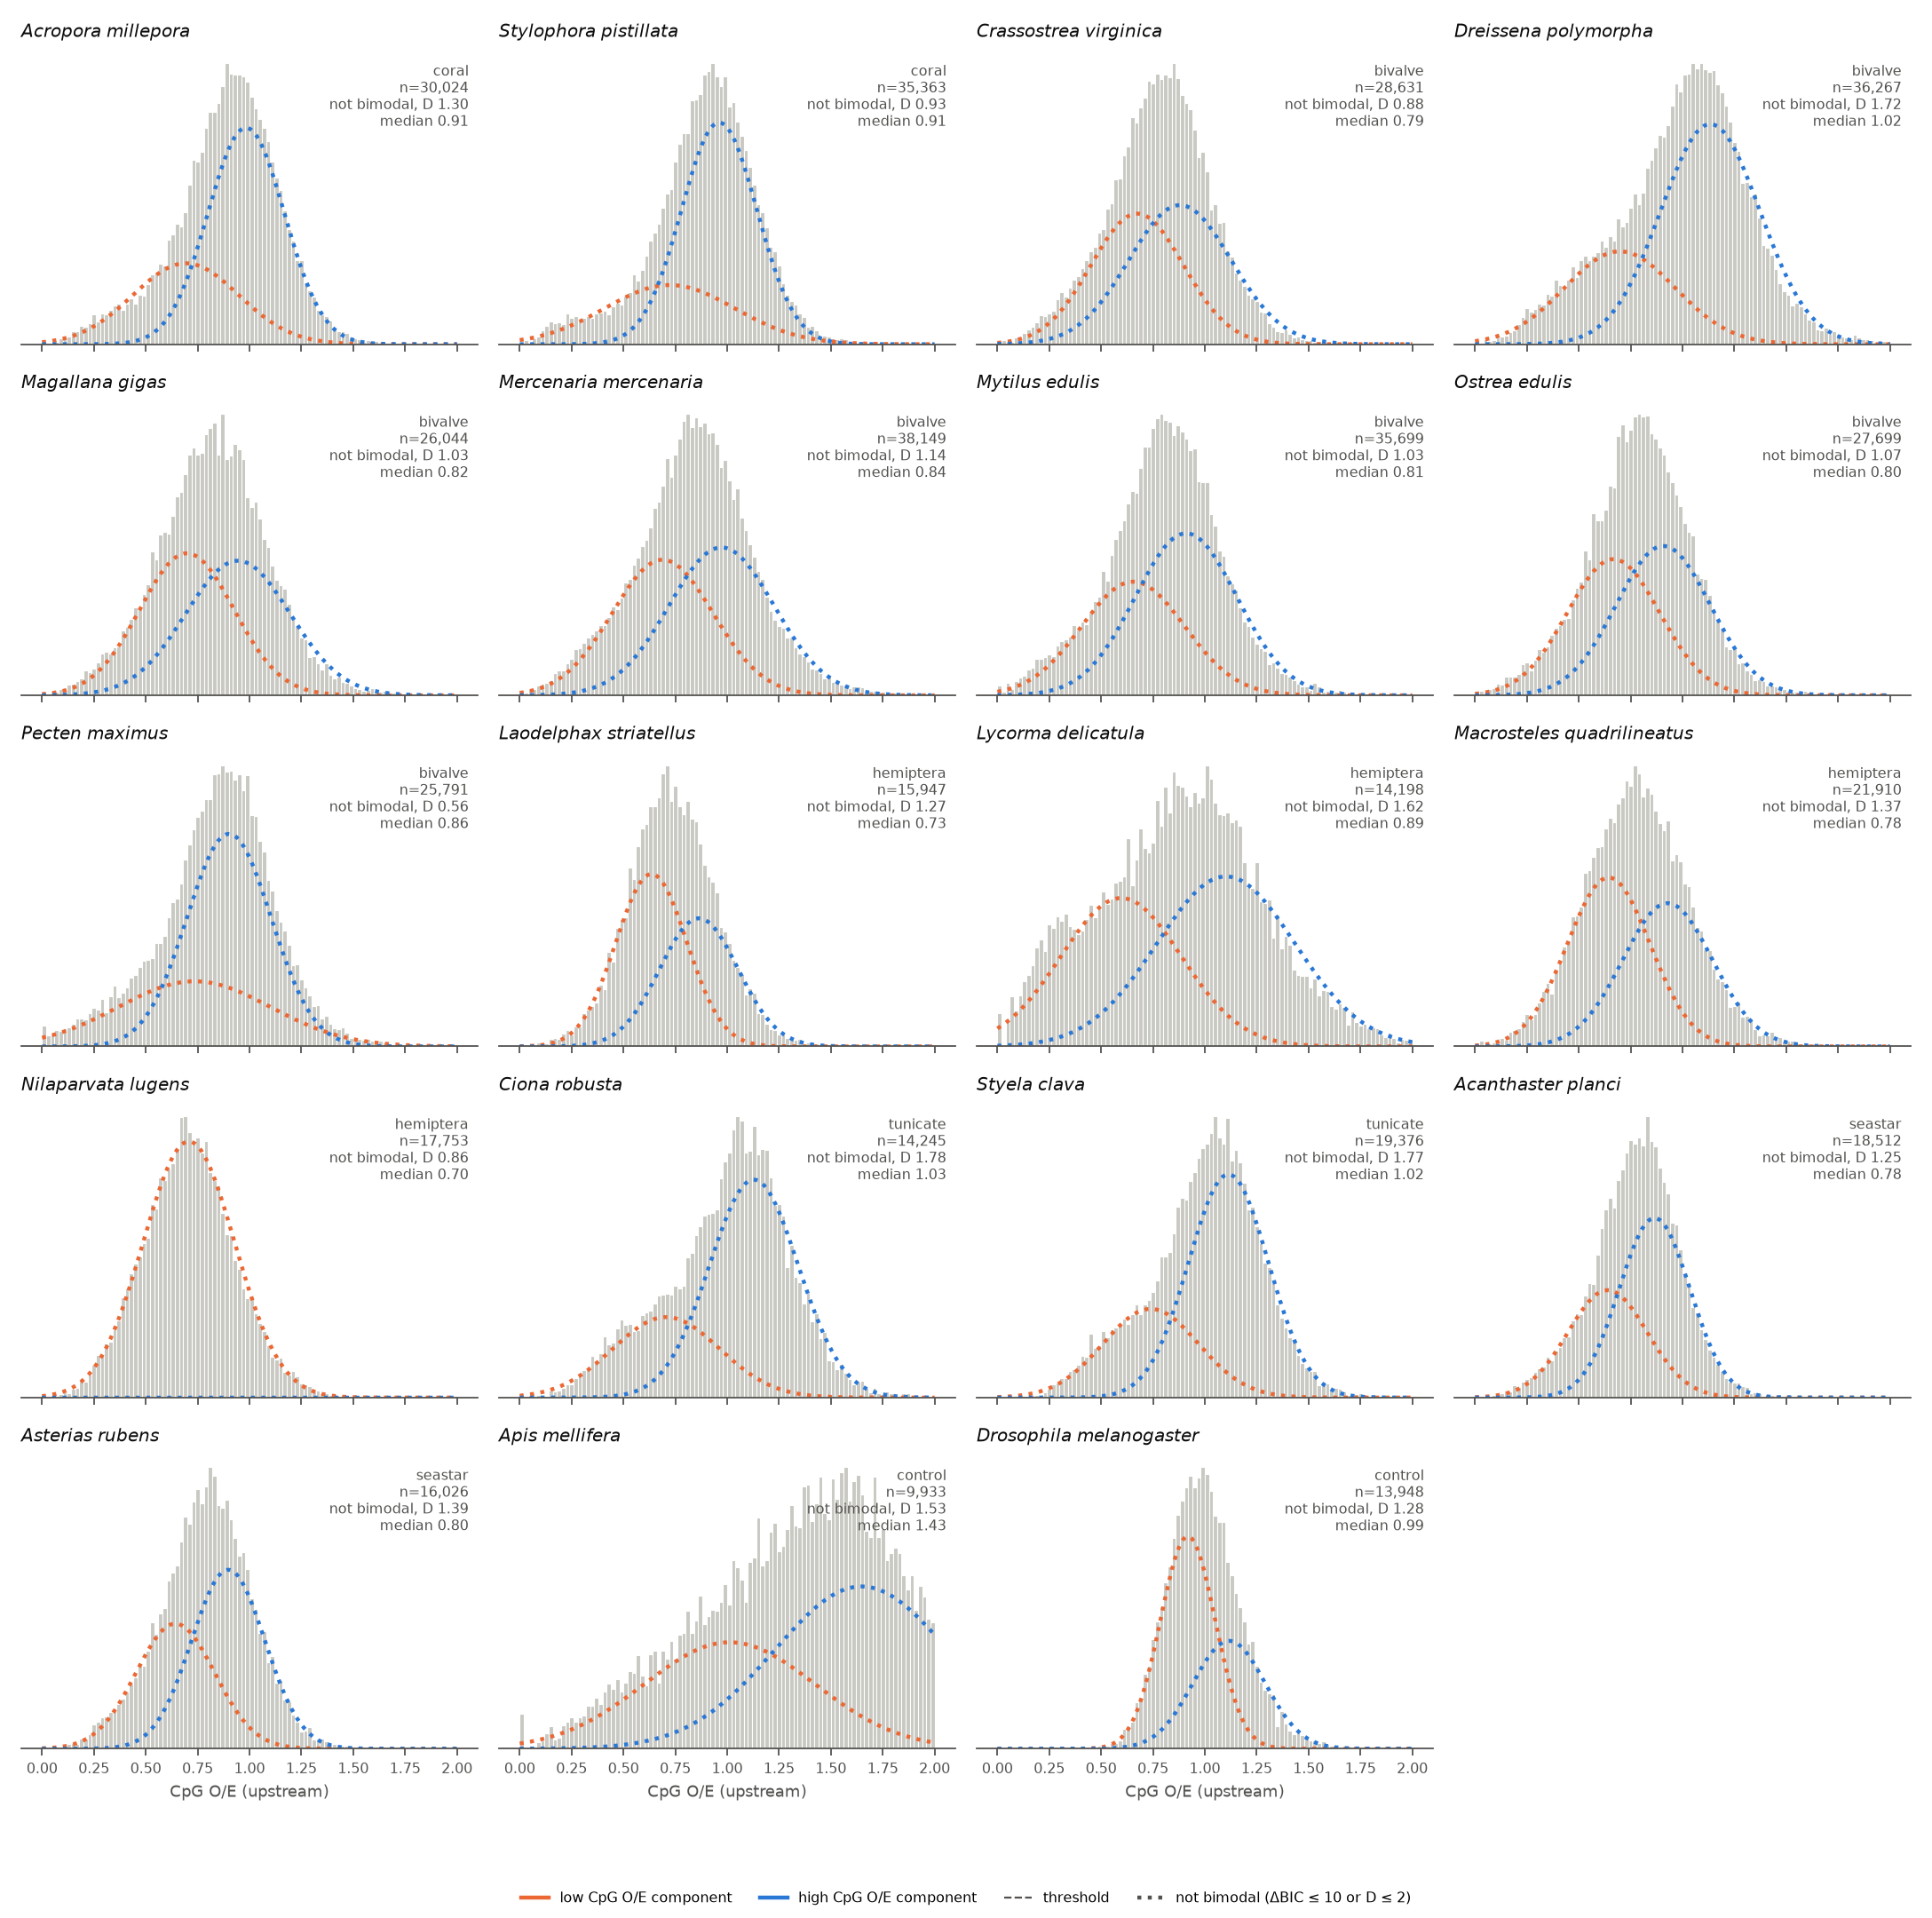 Acropora millepora
coral
n=30,024
not bimodal, D 1.30
median 0.91
Stylophora pistillata
coral
n=35,363
not bimodal, D 0.93
median 0.91
Crassostrea virginica
bivalve
n=28,631
not bimodal, D 0.88
median 0.79
Dreissena polymorpha
bivalve
n=36,267
not bimodal, D 1.72
median 1.02
Magallana gigas
bivalve
n=26,044
not bimodal, D 1.03
median 0.82
Mercenaria mercenaria
bivalve
n=38,149
not bimodal, D 1.14
median 0.84
Mytilus edulis
bivalve
n=35,699
not bimodal, D 1.03
median 0.81
Ostrea edulis
bivalve
n=27,699
not bimodal, D 1.07
median 0.80
Pecten maximus
bivalve
n=25,791
not bimodal, D 0.56
median 0.86
Laodelphax striatellus
hemiptera
n=15,947
not bimodal, D 1.27
median 0.73
Lycorma delicatula
hemiptera
n=14,198
not bimodal, D 1.62
median 0.89
Macrosteles quadrilineatus
hemiptera
n=21,910
not bimodal, D 1.37
median 0.78
Nilaparvata lugens
hemiptera
n=17,753
not bimodal, D 0.86
median 0.70
Ciona robusta
tunicate
n=14,245
not bimodal, D 1.78
median 1.03
Styela clava
tunicate
n=19,376
not bimodal, D 1.77
median 1.02
Acanthaster planci
seastar
n=18,512
not bimodal, D 1.25
median 0.78
Asterias rubens
seastar
n=16,026
not bimodal, D 1.39
median 0.80
0.00 0.25 0.50 0.75 1.00 1.25 1.50 1.75 2.00
CpG O/E (upstream)
Apis mellifera
control
n=9,933
not bimodal, D 1.53
median 1.43
0.00 0.25 0.50 0.75 1.00 1.25 1.50 1.75 2.00
CpG O/E (upstream)
Drosophila melanogaster
control
n=13,948
not bimodal, D 1.28
median 0.99
0.00 0.25 0.50 0.75 1.00 1.25 1.50 1.75 2.00
CpG O/E (upstream)
low CpG O/E component high CpG O/E component threshold not bimodal (ΔBIC ≤ 10 or D ≤ 2)